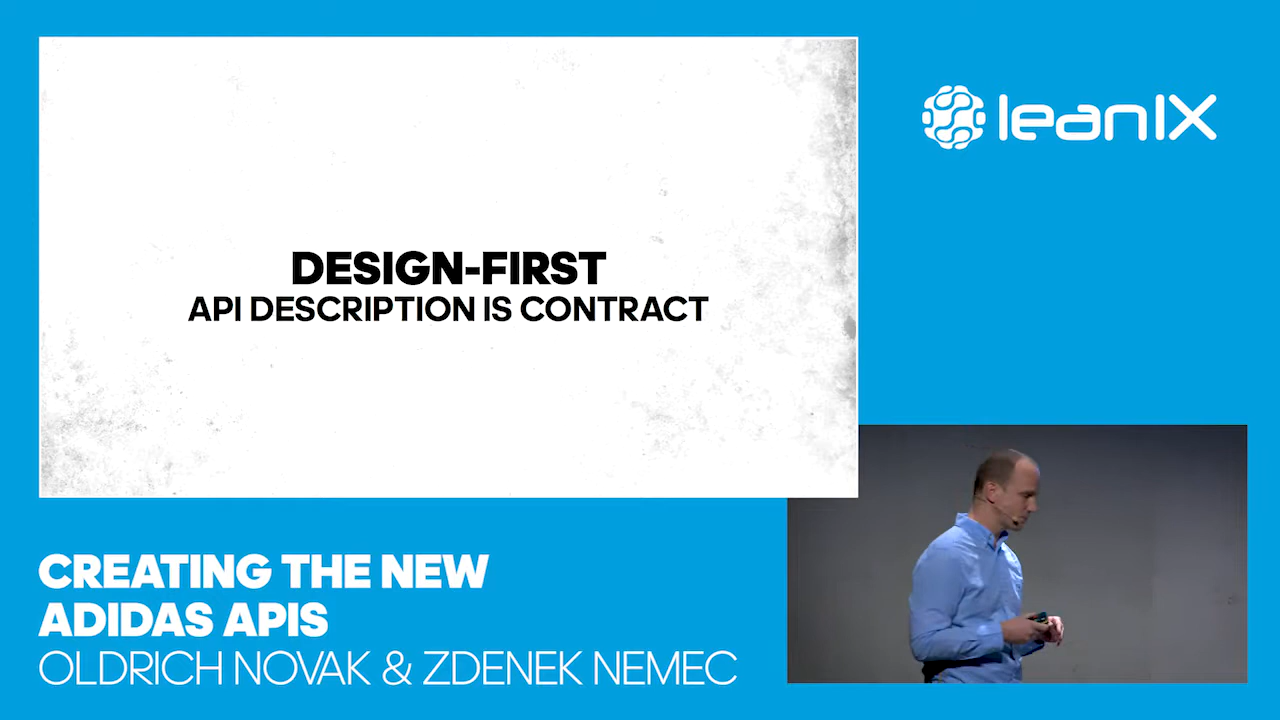 leanIX
DESIGN-FIRST
API DESCRIPTION IS CONTRACT
CREATING THE NEW
ADIDAS APIS
OLDRICH NOVAK & ZDENEK NEMEC